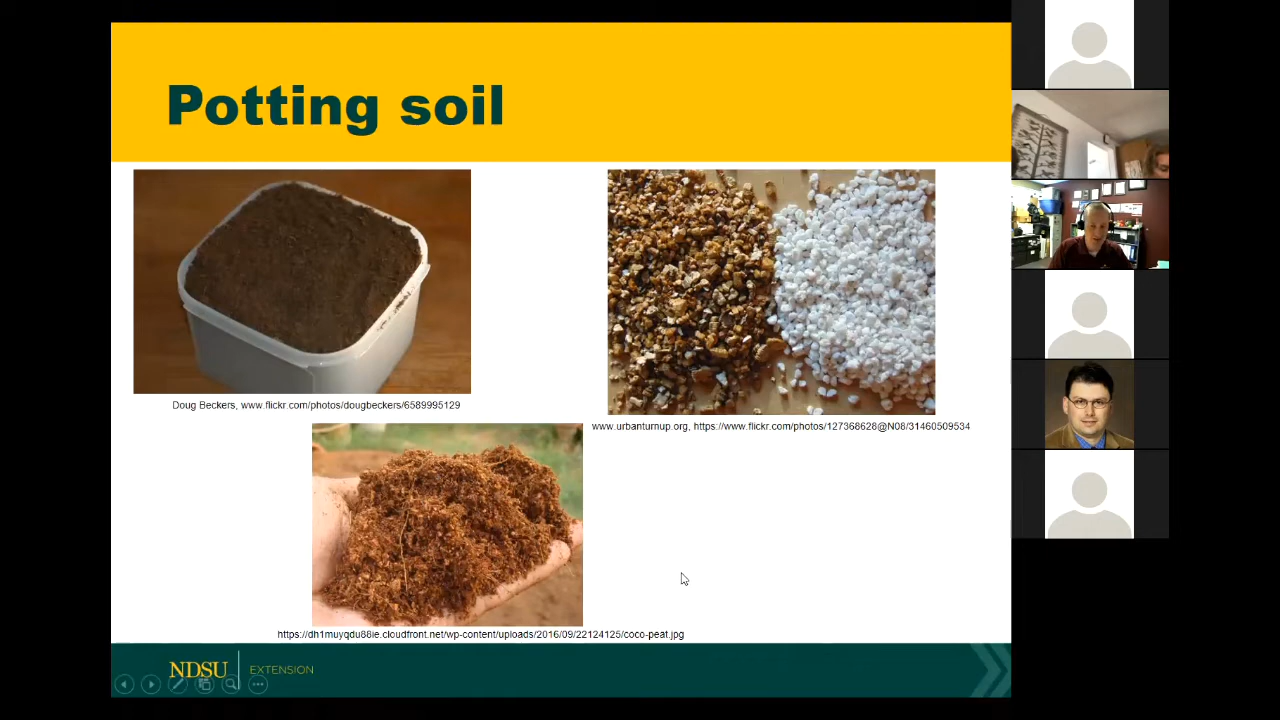 Potting soil
Doug Beckers, www.flickr.com/photos/dougbeckers/6589995129
www.urbanturnup.org, https://www.flickr.com/photos/127368628@N08/31460509534
https://dh1muyqdu88ie.cloudfront.net/wp-content/uploads/2016/09/22124125/coco-peat.jpg
NDSU EXTENSION